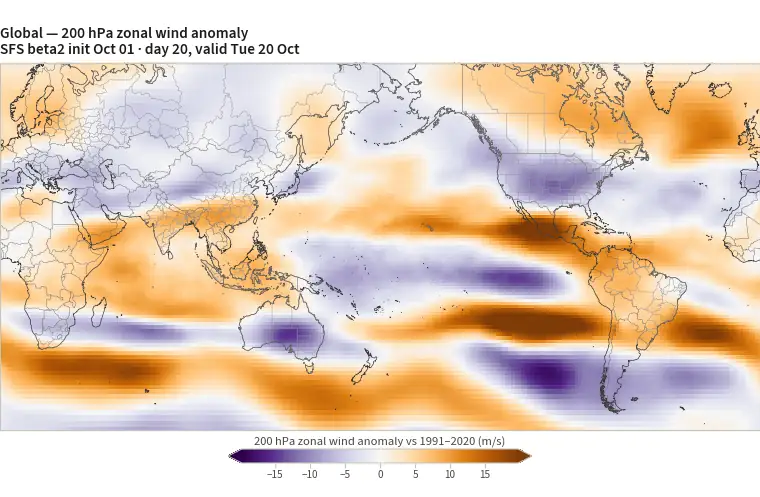 Global — 200 hPa zonal wind anomaly
SFS beta2 init Oct 01 · day 20, valid Tue 20 Oct
200 hPa zonal wind anomaly vs 1991–2020 (m/s)
−15 −10 −5 0 5 10 15